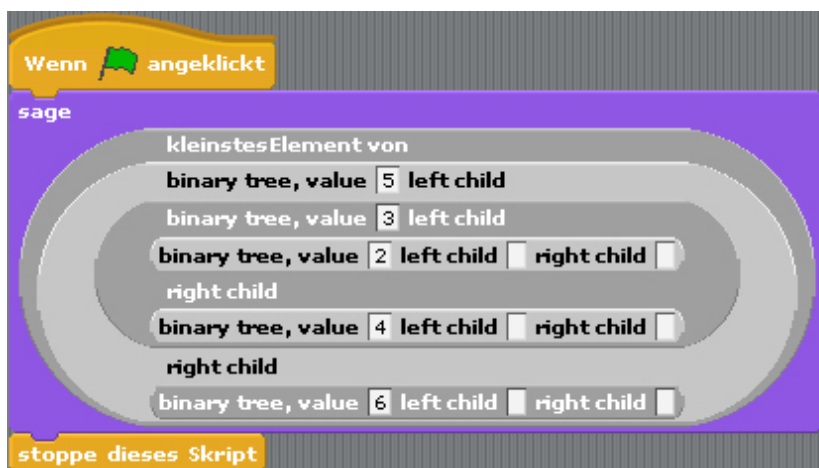 Wenn angeklickt
sage
kleinstesElement von
binary tree, value 5 left child
binary tree, value 3 left child
binary tree, value 2 left child right child
right child
binary tree, value 4 left child right child
right child
binary tree, value 6 left child right child
stoppe dieses Skript